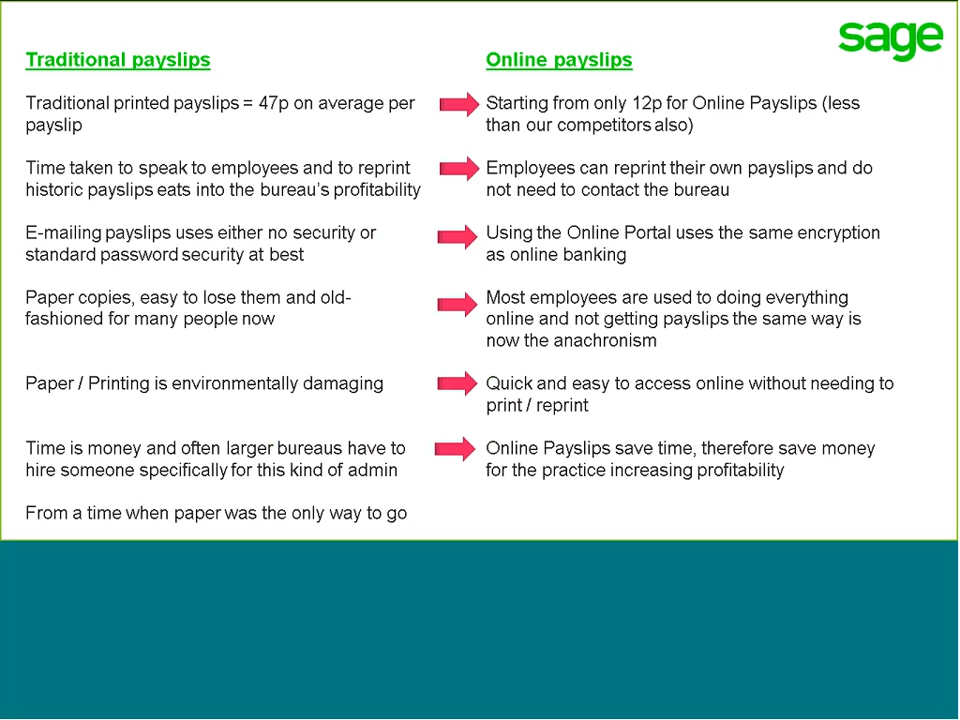 sage
Traditional payslips
Online payslips
Traditional printed payslips = 47p on average per
payslip
Starting from only 12p for Online Payslips (less
than our competitors also)
Time taken to speak to employees and to reprint
historic payslips eats into the bureau's profitability
Employees can reprint their own payslips and do
not need to contact the bureau
E-mailing payslips uses either no security or
standard password security at best
Using the Online Portal uses the same encryption
as online banking
Paper copies, easy to lose them and old-
fashioned for many people now
Most employees are used to doing everything
online and not getting payslips the same way is
now the anachronism
Paper / Printing is environmentally damaging
Quick and easy to access online without needing to
print / reprint
Time is money and often larger bureaus have to
hire someone specifically for this kind of admin
Online Payslips save time, therefore save money
for the practice increasing profitability
From a time when paper was the only way to go